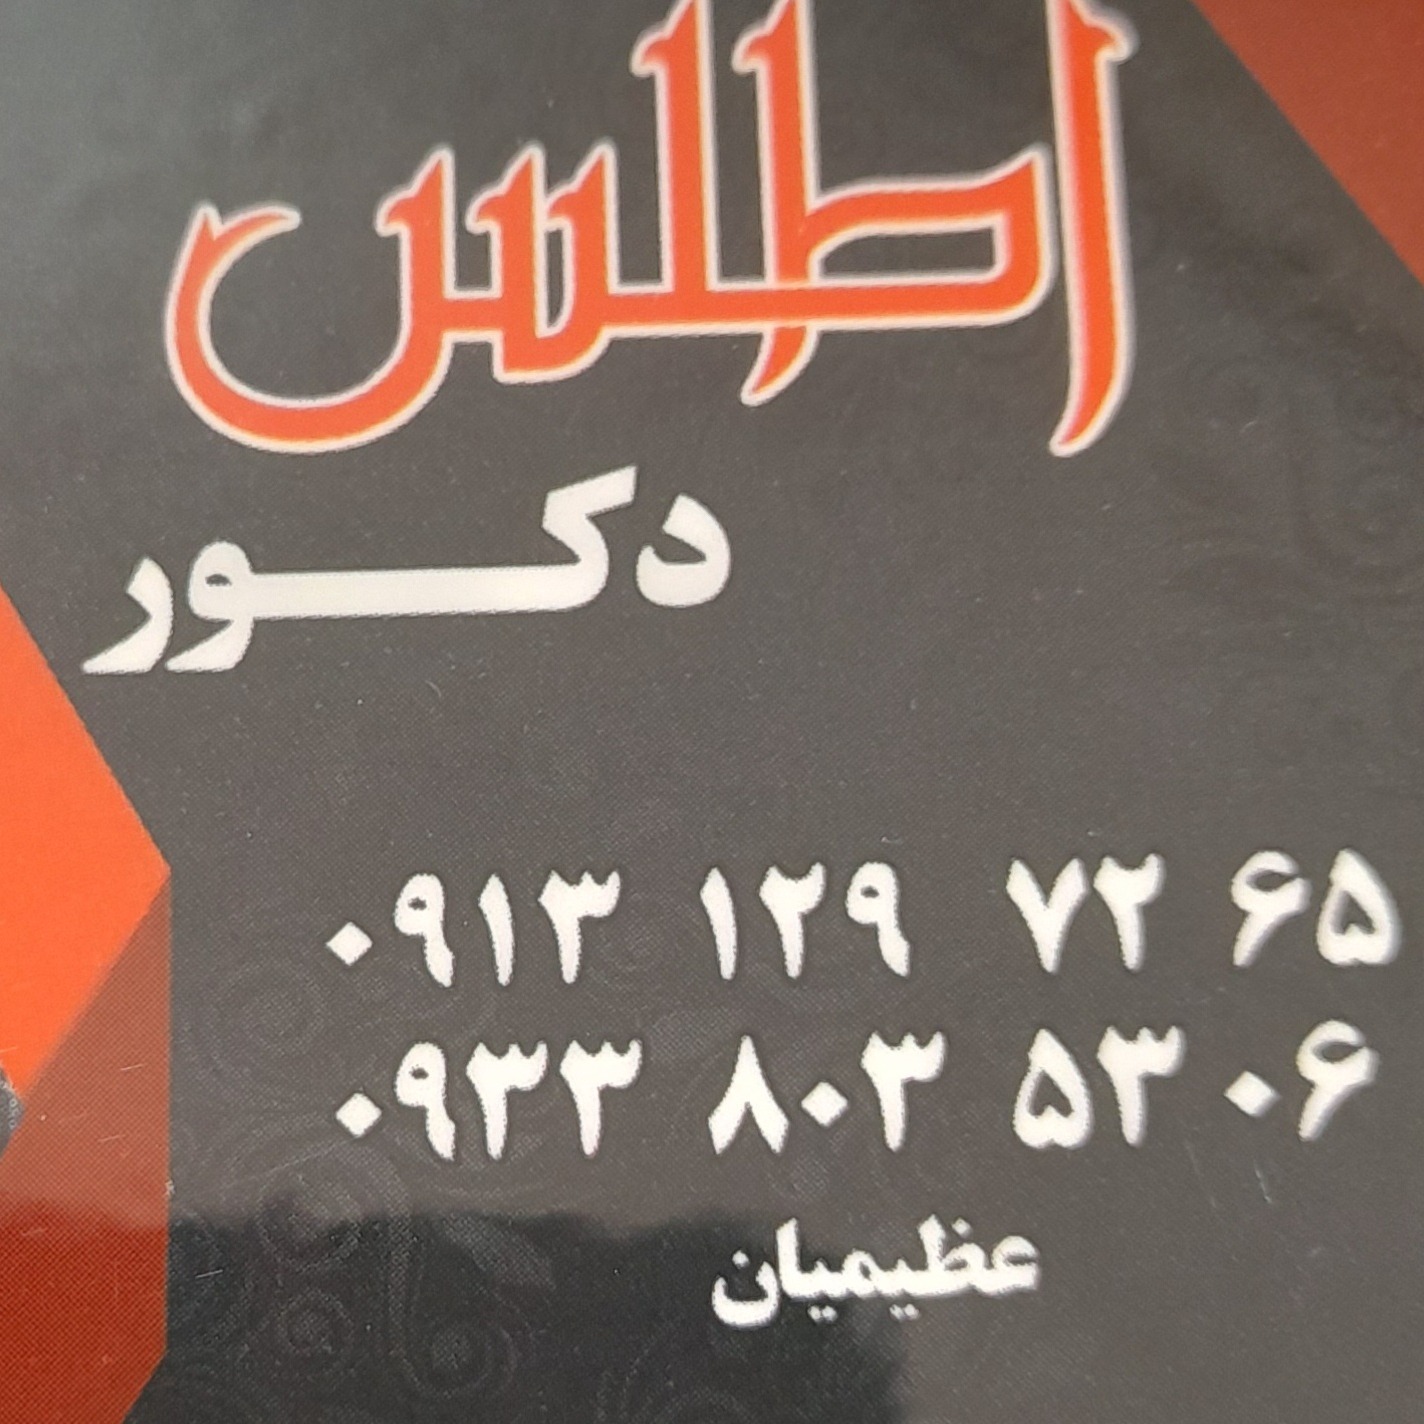 اطلس
دکور
۰۹۱۳ ۱۲۹ ۷۲ ۶۵
۰۹۳۳ ۸۰۳ ۵۳ ۰۶
عظیمیان